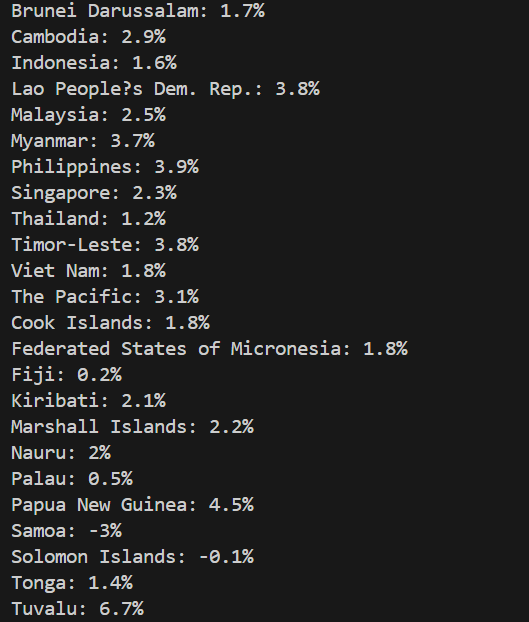 Brunei Darussalam: 1.7%
Cambodia: 2.9%
Indonesia: 1.6%
Lao People?s Dem. Rep.: 3.8%
Malaysia: 2.5%
Myanmar: 3.7%
Philippines: 3.9%
Singapore: 2.3%
Thailand: 1.2%
Timor-Leste: 3.8%
Viet Nam: 1.8%
The Pacific: 3.1%
Cook Islands: 1.8%
Federated States of Micronesia: 1.8%
Fiji: 0.2%
Kiribati: 2.1%
Marshall Islands: 2.2%
Nauru: 2%
Palau: 0.5%
Papua New Guinea: 4.5%
Samoa: -3%
Solomon Islands: -0.1%
Tonga: 1.4%
Tuvalu: 6.7%